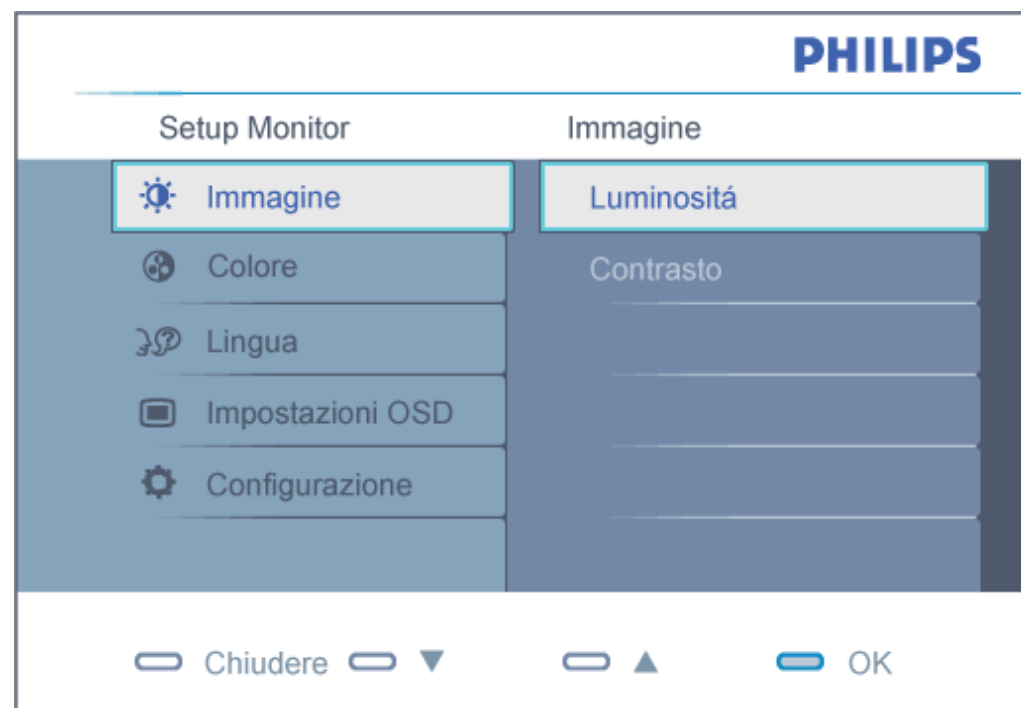 PHILIPS
Setup Monitor
Immagine
Immagine
Luminositá
Colore
Contrasto
Lingua
Impostazioni OSD
Configurazione
Chiudere ▼ ▲ OK